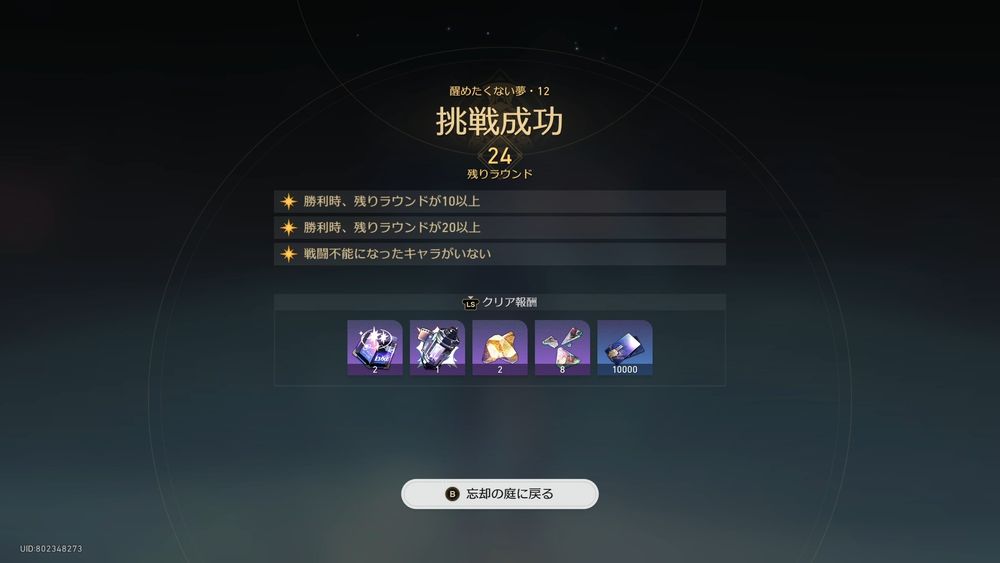 醒めたくない夢・12
挑戦成功
24
残りラウンド
勝利時、残りラウンドが10以上
勝利時、残りラウンドが20以上
戦闘不能になったキャラがいない
LS クリア報酬
2 1 2 8 10000
B 忘却の庭に戻る
UID:802348273